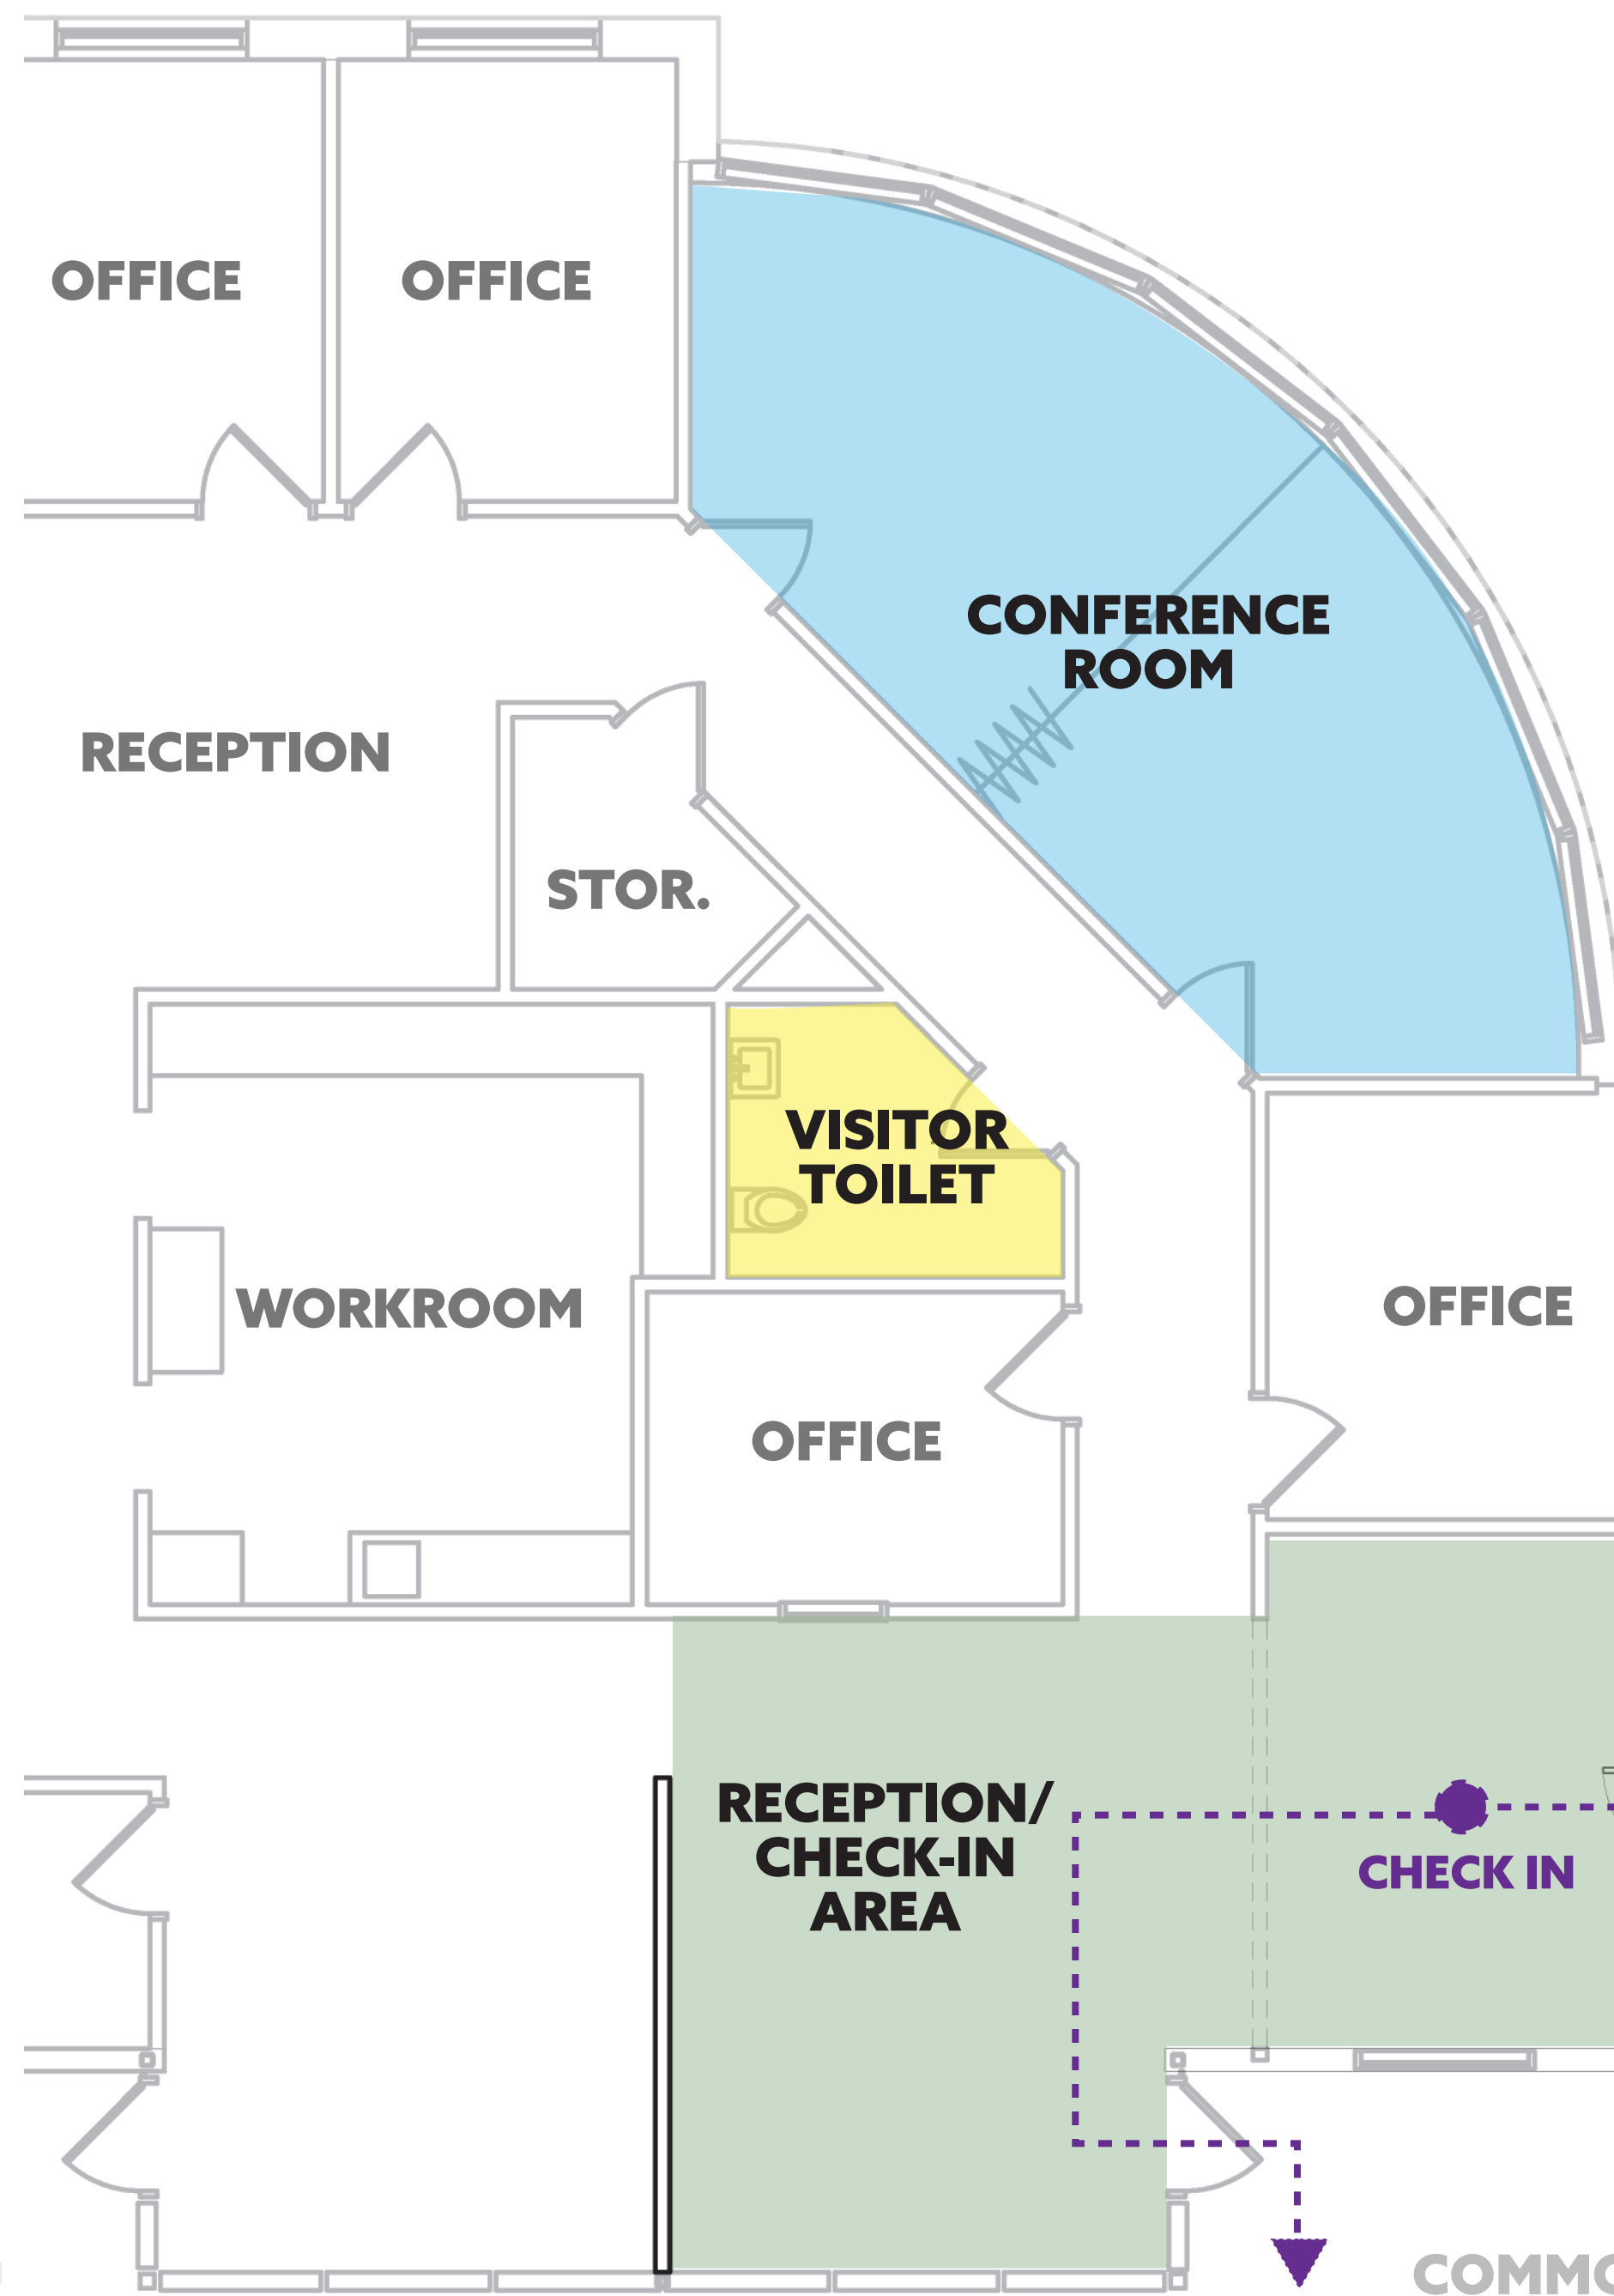 OFFICE
OFFICE
CONFERENCE
ROOM
RECEPTION
STOR.
VISITOR
TOILET
WORKROOM
OFFICE
OFFICE
RECEPTION/
CHECK-IN
AREA
CHECK IN